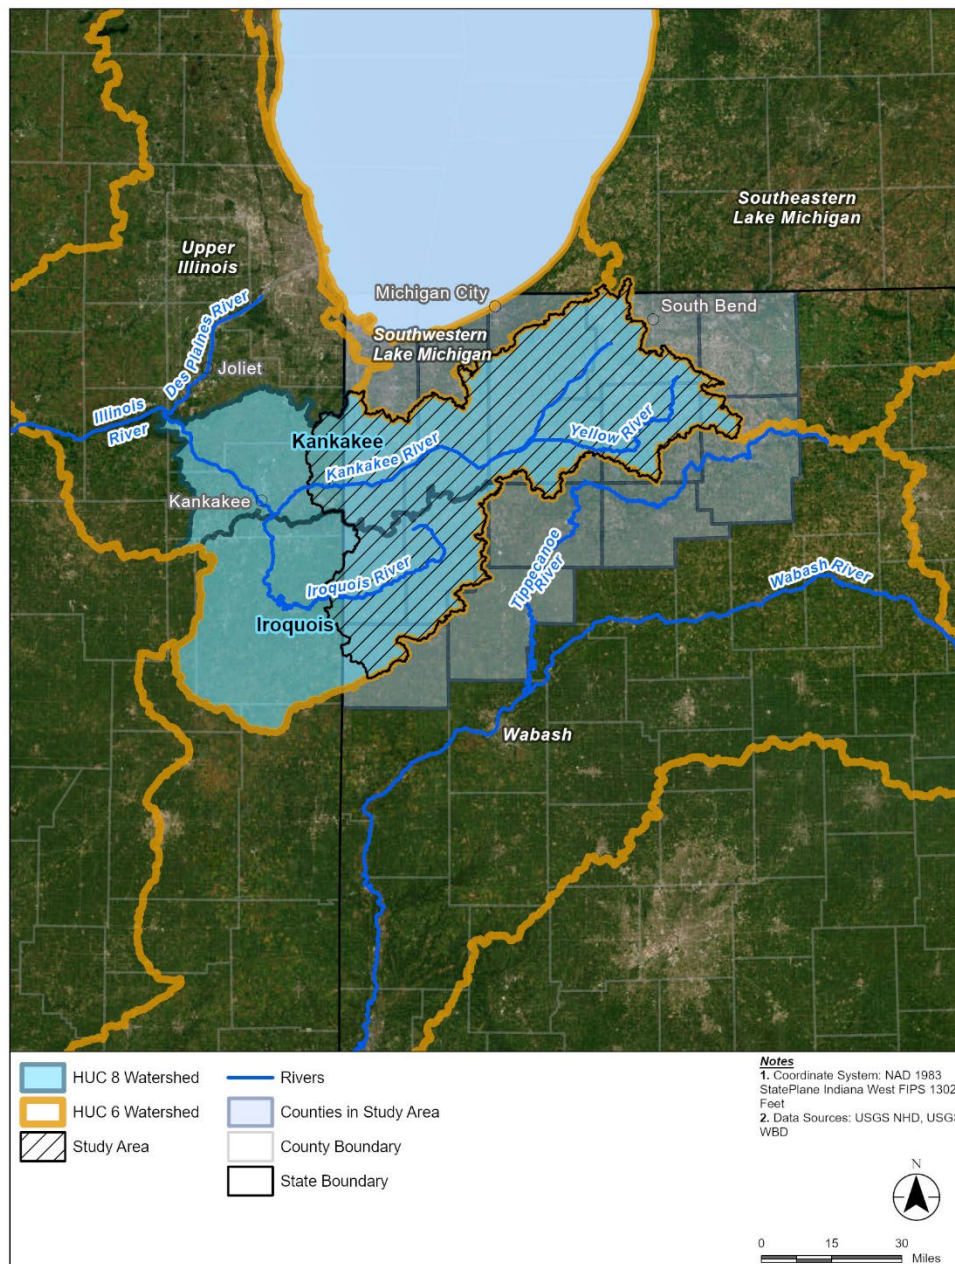 Southeastern
Lake Michigan
Upper
Illinois
Michigan City
South Bend
Southwestern
Lake Michigan
Des Plaines River
Joliet
Illinois
River
Kankakee
Kankakee River
Yellow River
Kankakee
Tippecanoe
River
Iroquois River
Wabash River
Iroquois
Wabash
HUC 8 Watershed
HUC 6 Watershed
Study Area
Rivers
Counties in Study Area
County Boundary
State Boundary
Notes
1. Coordinate System: NAD 1983
StatePlane Indiana West FIPS 1302
Feet
2. Data Sources: USGS NHD, USGS
WBD
N
0 15 30
Miles